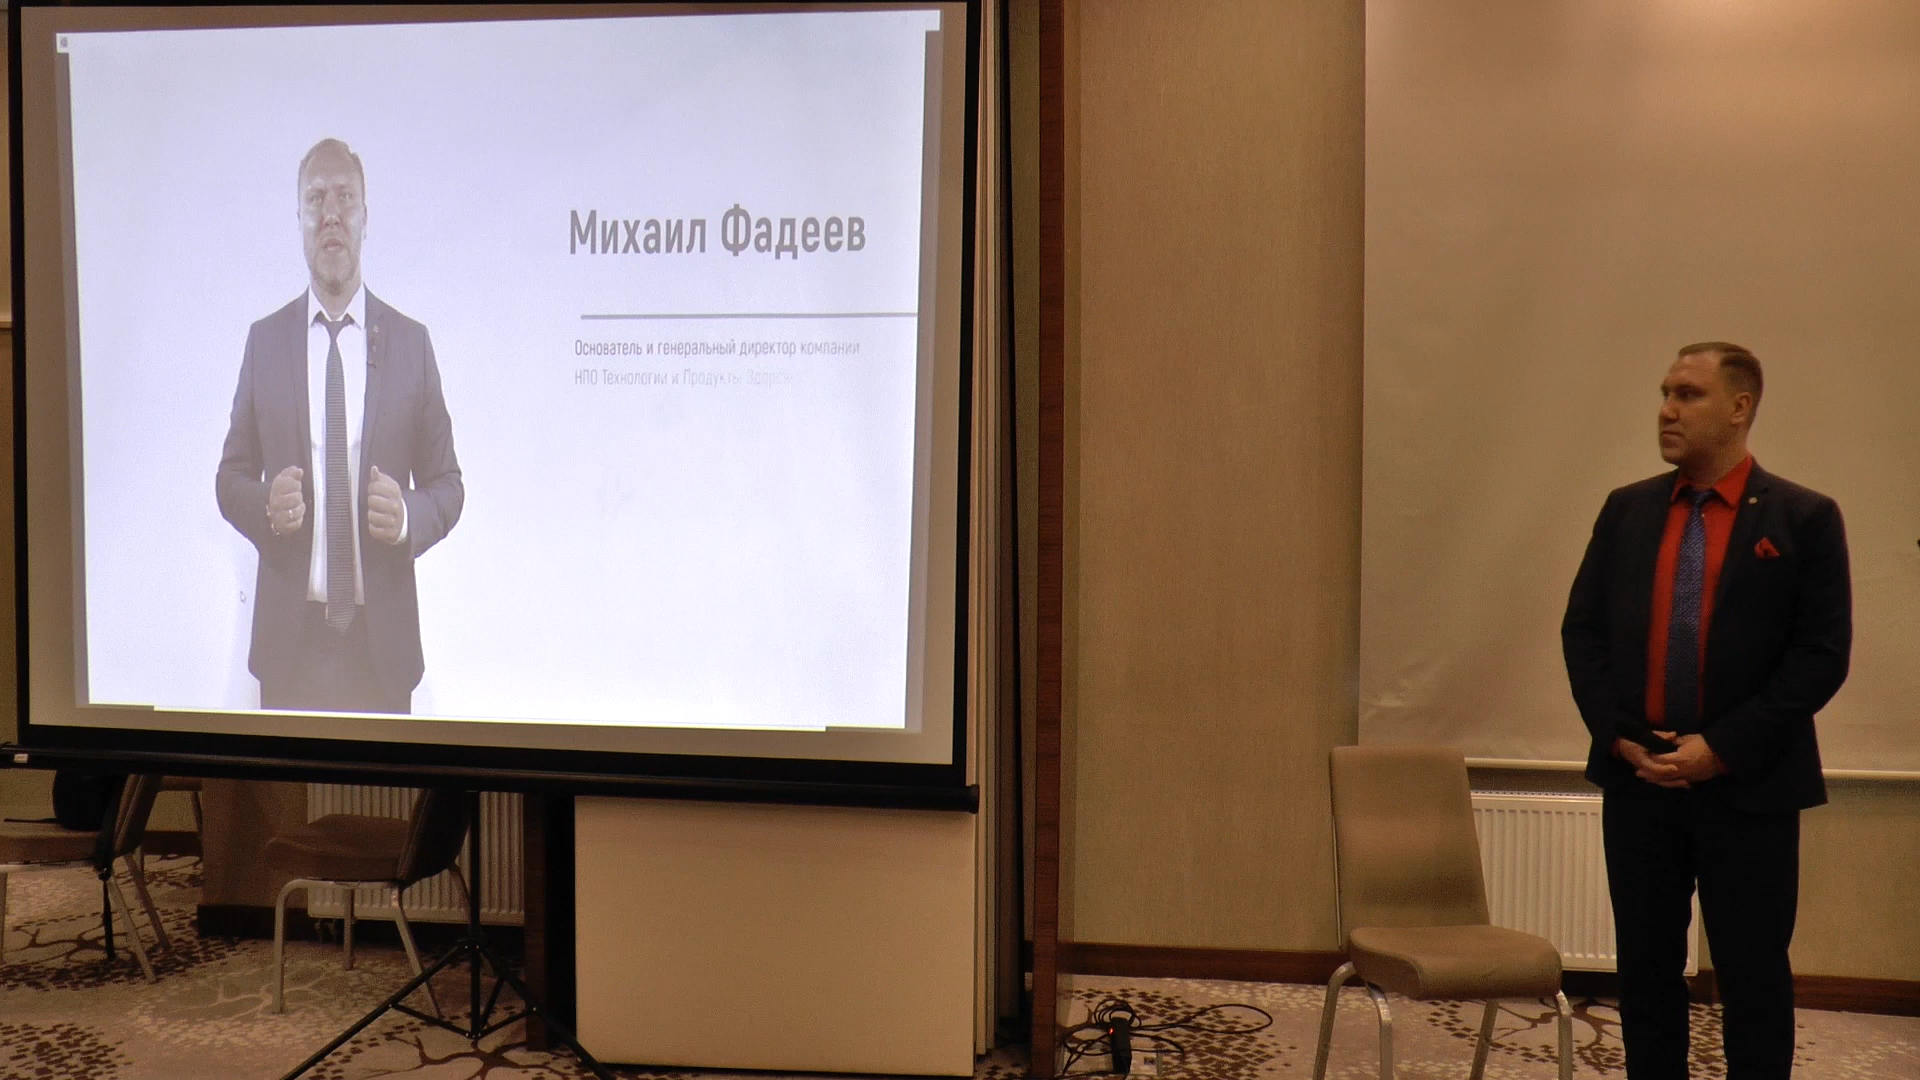 Михаил Фадеев
Основатель и генеральный директор компании
НПО Технологии и Продукты